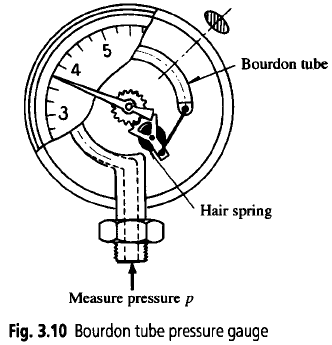 5
4
3
Bourdon tube
Hair spring
Measure pressure p
Fig. 3.10 Bourdon tube pressure gauge